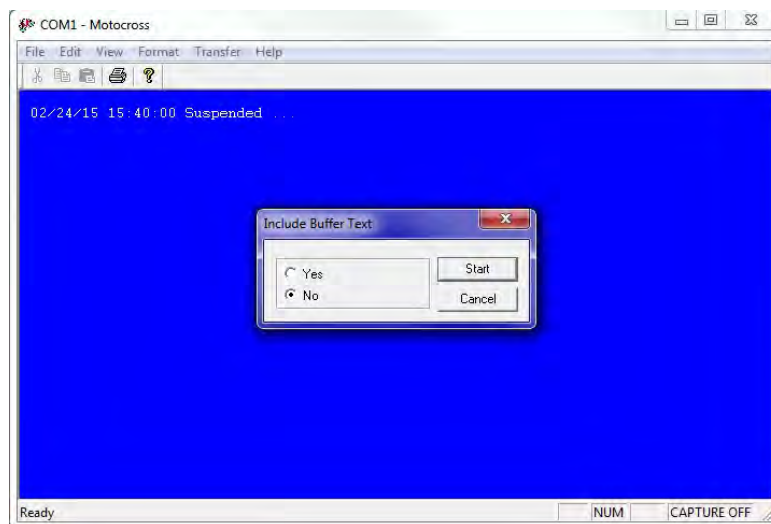 COM1 - Motocross
File Edit View Format Transfer Help
02/24/15 15:40:00 Suspended ...
Include Buffer Text
Yes
Start
No
Cancel
Ready
NUM
CAPTURE OFF